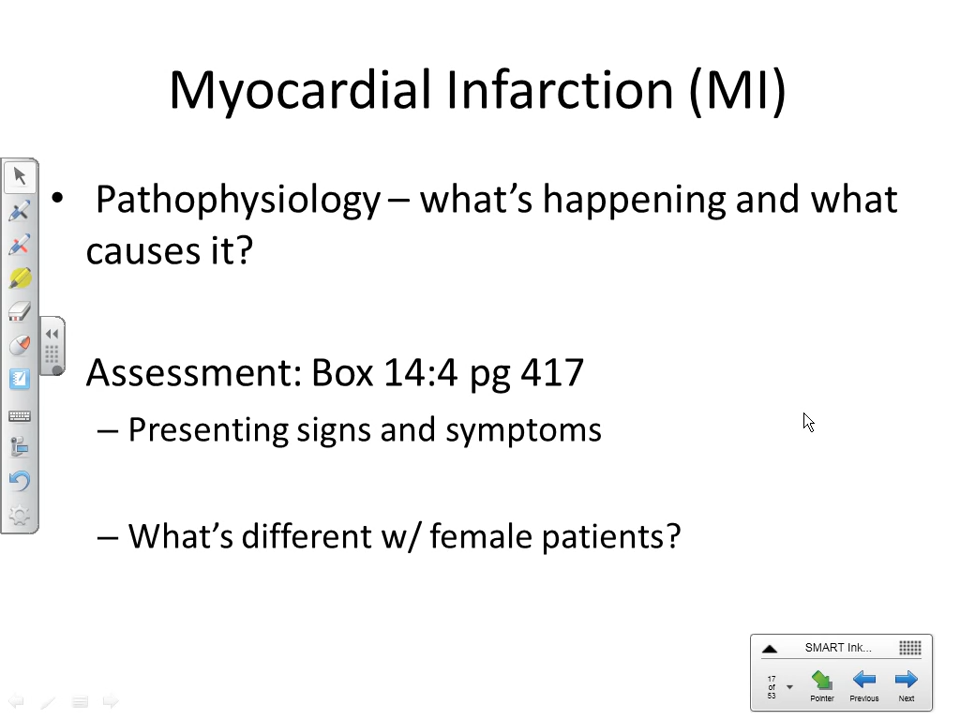 Myocardial Infarction (MI)
• Pathophysiology – what's happening and what
causes it?
Assessment: Box 14:4 pg 417
– Presenting signs and symptoms
– What's different w/ female patients?
SMART Ink...
17
of
53
Pointer Previous Next